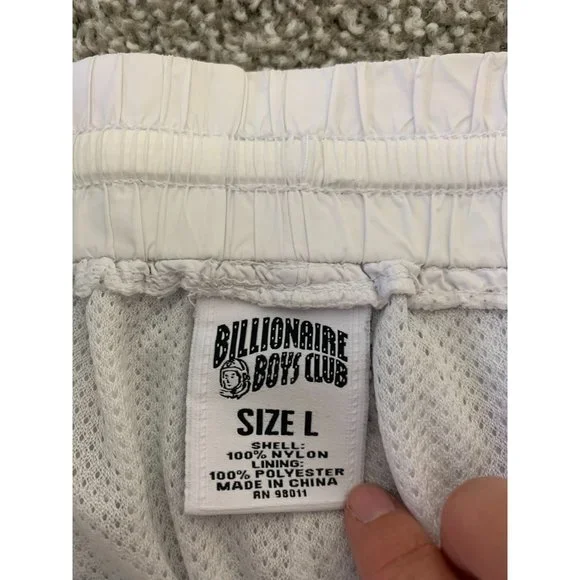 BILLIONAIRE
BOYS CLUB
SIZE L
SHELL:
100% NYLON
LINING:
100% POLYESTER
MADE IN CHINA
RN 98011